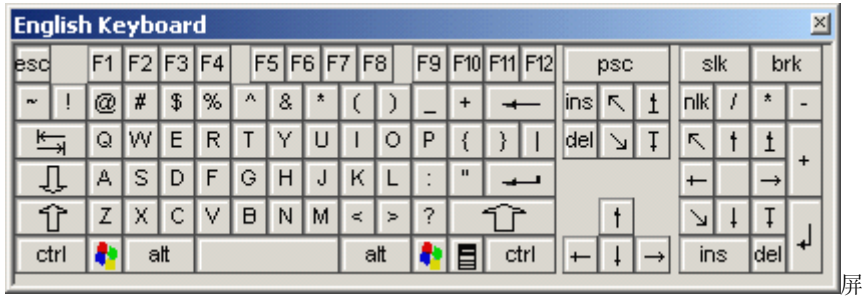 English Keyboard
esc F1 F2 F3 F4 F5 F6 F7 F8 F9 F10 F11 F12 psc slk brk
~ ! @ # $ % ^ & * ( ) _ + ← ins ↖ ↥ nlk / * -
↹ Q W E R T Y U I O P { } | del ↘ ↧ ↖ ↑ ↥ +
⇩ A S D F G H J K L : " ↵ ← →
⇧ Z X C V B N M < > ? ⇧ ↑ ↘ ↓ ↧ ↵
ctrl alt alt ctrl ← ↓ → ins del
屏